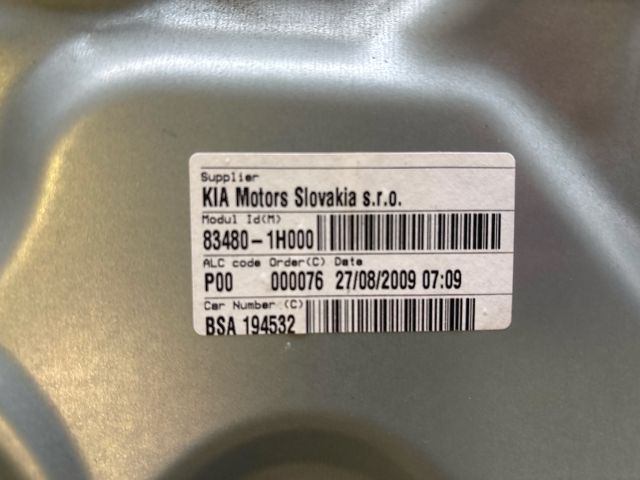 Supplier
KIA Motors Slovakia s.r.o.
Modul Id(M)
83480-1H000
ALC code Order(C) Date
P00 000076 27/08/2009 07:09
Car Number (C)
BSA 194532